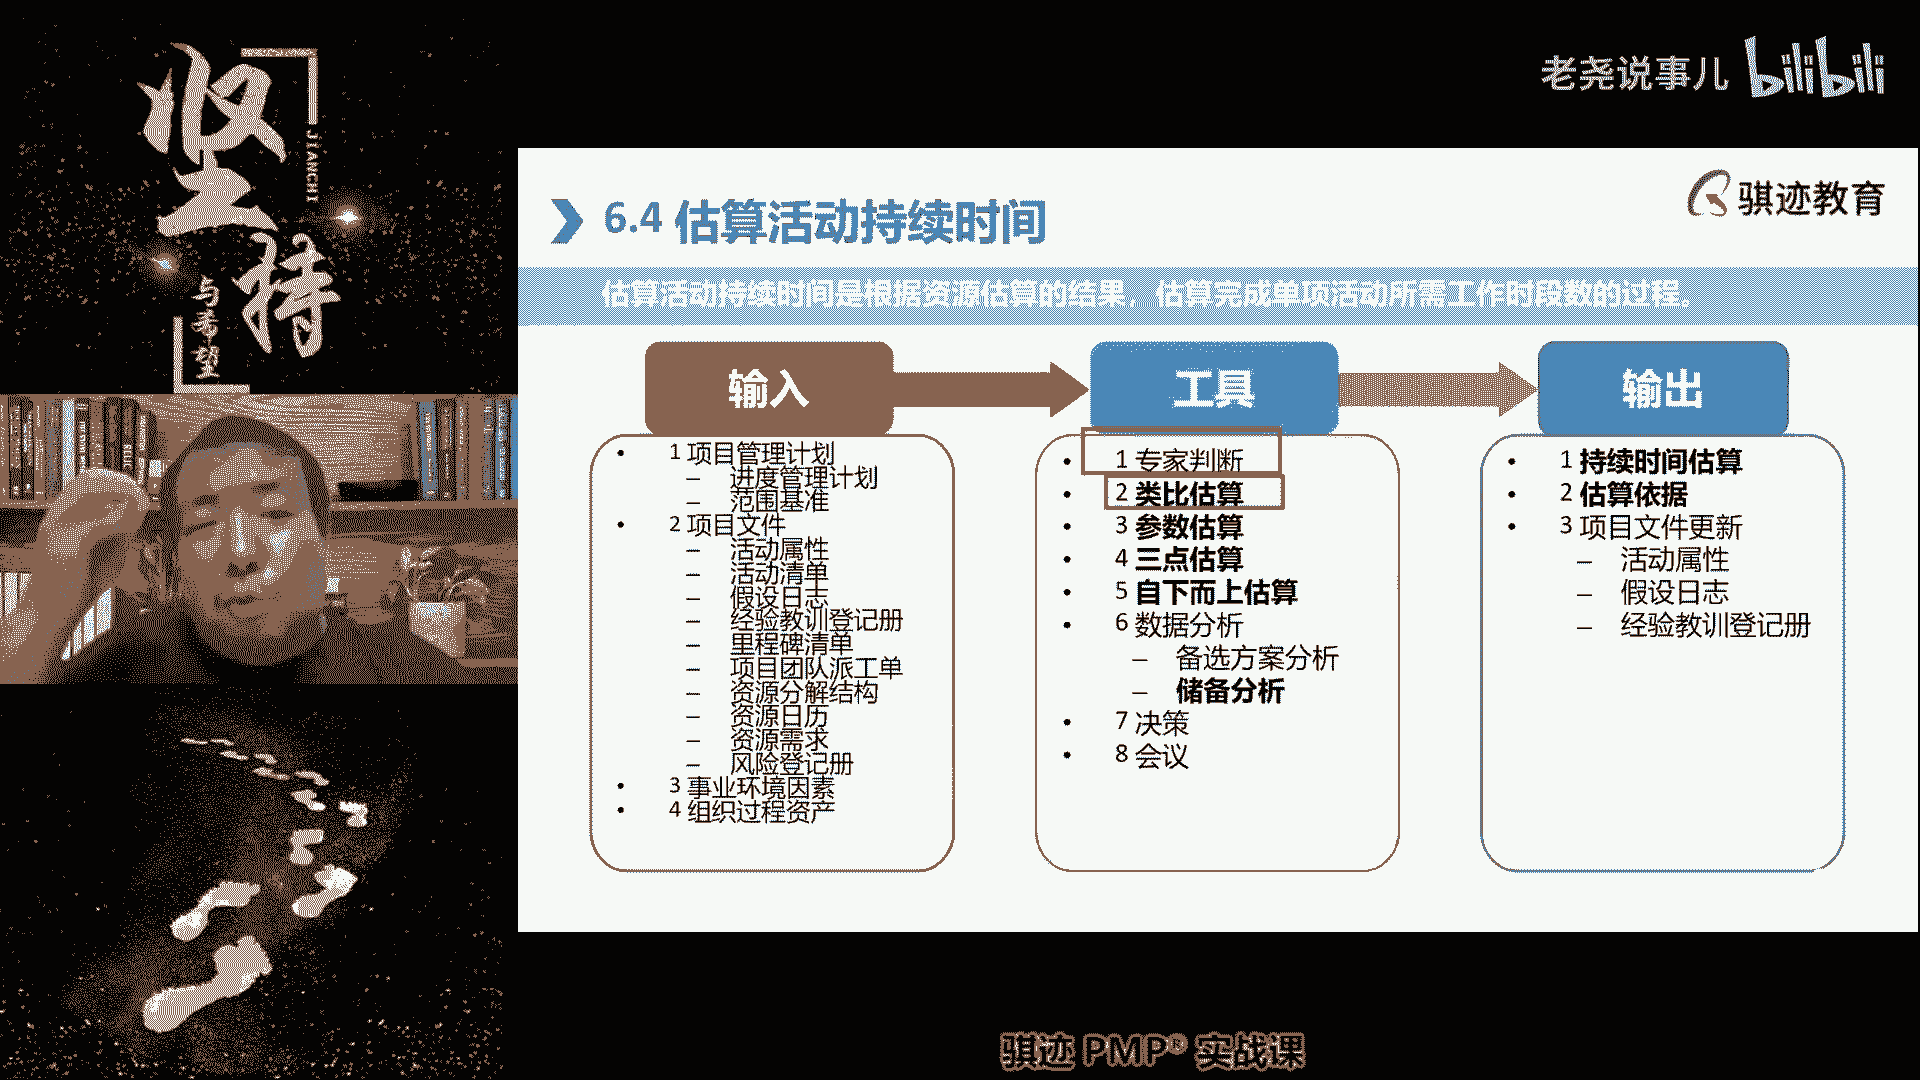 坚持
JIANCHI
与希望
老尧说事儿 bilibili
骐迹教育
6.4 估算活动持续时间
估算活动持续时间是根据资源估算的结果，估算完成单项活动所需工作时段数的过程。
输入
• 1 项目管理计划
– 进度管理计划
– 范围基准
• 2 项目文件
– 活动属性
– 活动清单
– 假设日志
– 经验教训登记册
– 里程碑清单
– 项目团队派工单
– 资源分解结构
– 资源日历
– 资源需求
– 风险登记册
• 3 事业环境因素
• 4 组织过程资产
工具
• 1 专家判断
• 2 类比估算
• 3 参数估算
• 4 三点估算
• 5 自下而上估算
• 6 数据分析
– 备选方案分析
– 储备分析
• 7 决策
• 8 会议
输出
• 1 持续时间估算
• 2 估算依据
• 3 项目文件更新
– 活动属性
– 假设日志
– 经验教训登记册
骐迹 PMP® 实战课